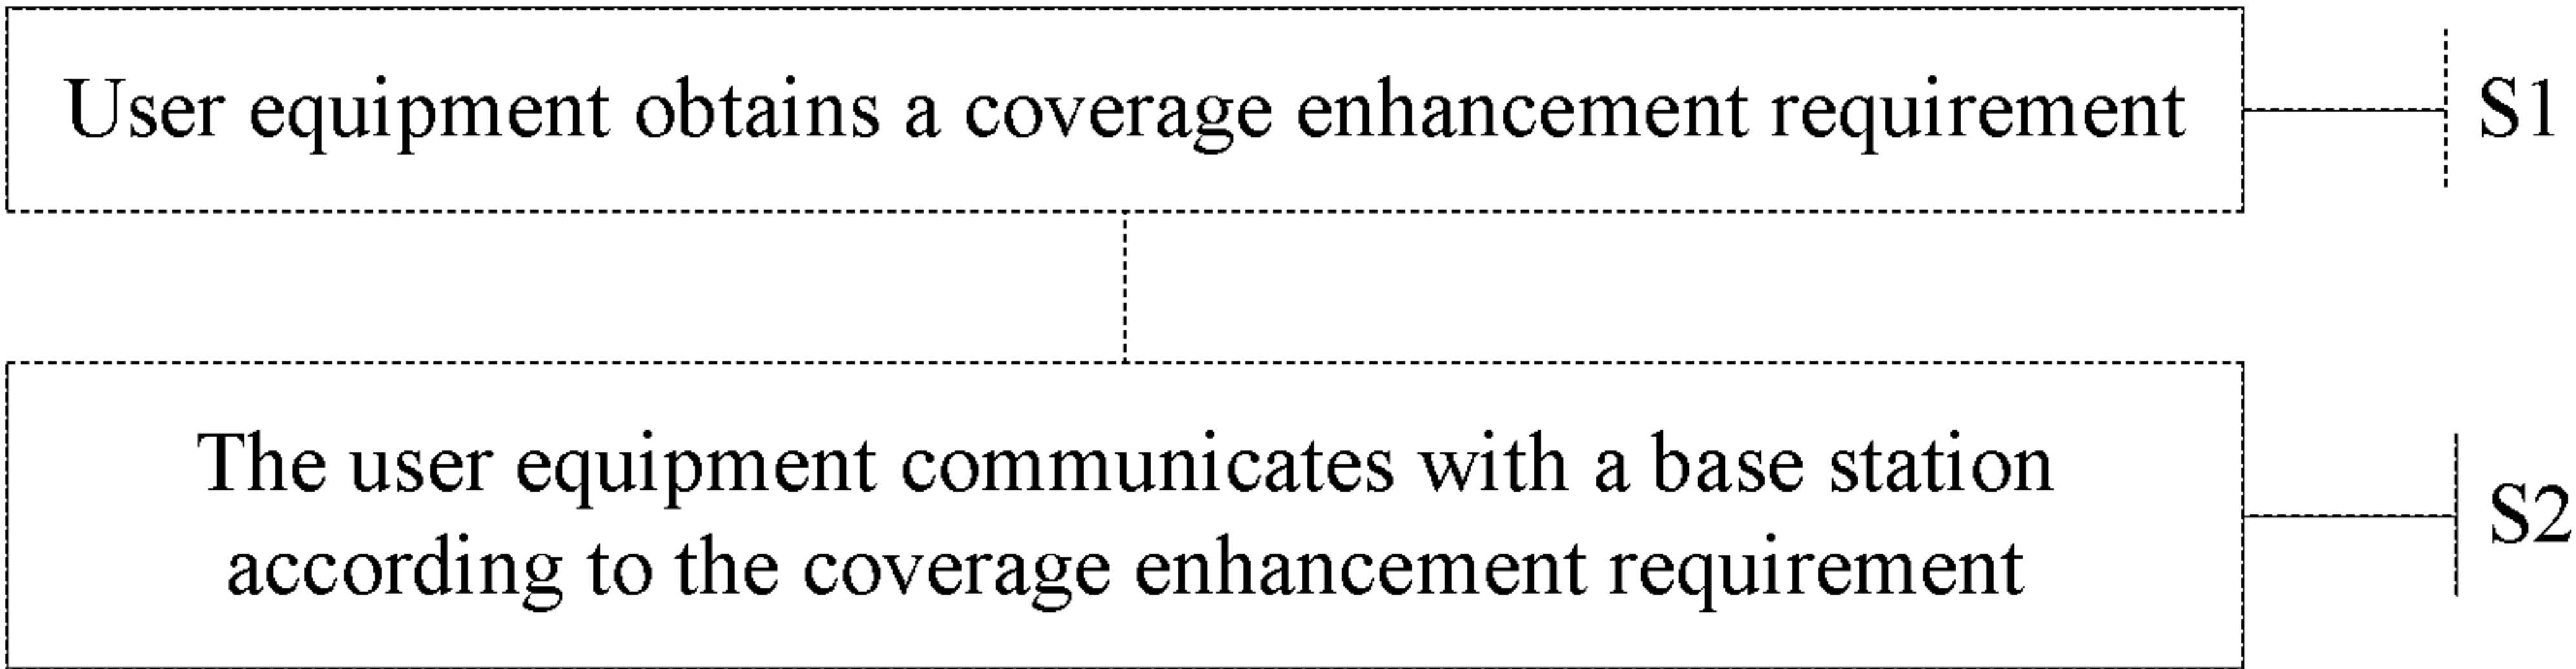 User equipment obtains a coverage enhancement requirement
S1
The user equipment communicates with a base station
according to the coverage enhancement requirement
S2